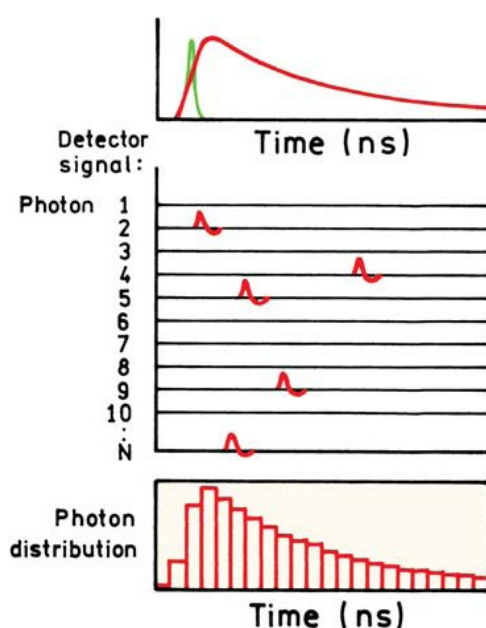 Time (ns)
Detector
signal:
Photon 1
2
3
4
5
6
7
8
9
10
:
N
Photon
distribution
Time (ns)